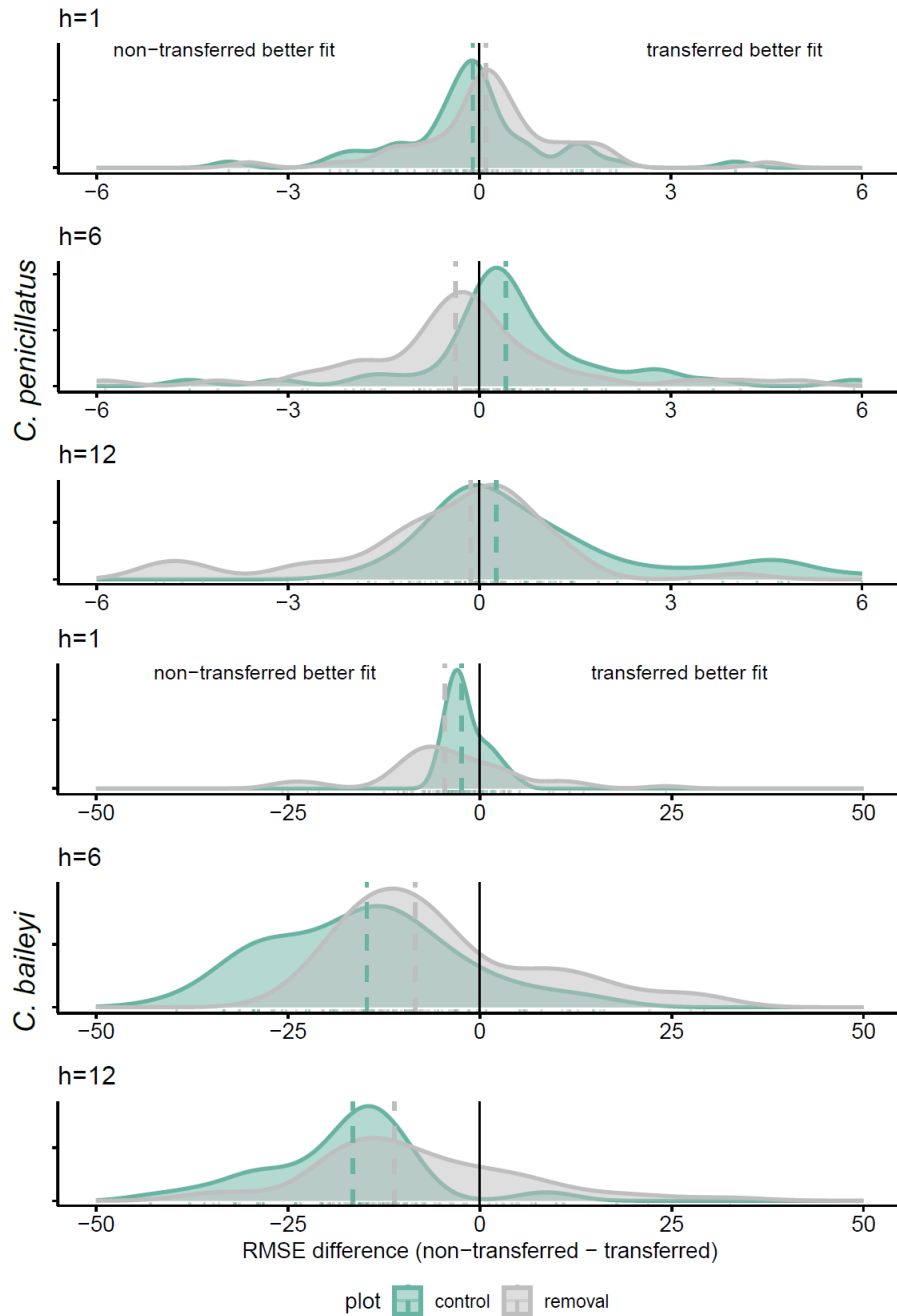 h=1
non−transferred better fit
transferred better fit
−6 −3 0 3 6
h=6
−6 −3 0 3 6
C. penicillatus
h=12
−6 −3 0 3 6
h=1
non−transferred better fit
transferred better fit
−50 −25 0 25 50
h=6
−50 −25 0 25 50
C. baileyi
h=12
−50 −25 0 25 50
RMSE difference (non−transferred − transferred)
plot control removal